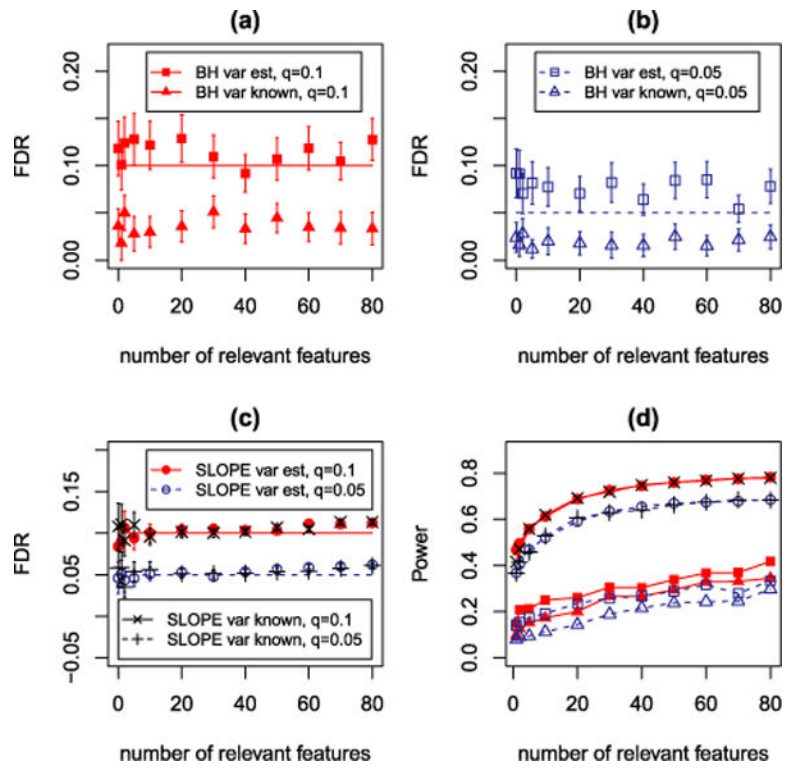 (a)
BH var est, q=0.1
BH var known, q=0.1
FDR
0.20
0.10
0.00
0 20 40 60 80
number of relevant features
(b)
BH var est, q=0.05
BH var known, q=0.05
FDR
0.20
0.10
0.00
0 20 40 60 80
number of relevant features
(c)
SLOPE var est, q=0.1
SLOPE var est, q=0.05
FDR
0.15
0.05
−0.05
SLOPE var known, q=0.1
SLOPE var known, q=0.05
0 20 40 60 80
number of relevant features
(d)
Power
0.8
0.6
0.4
0.2
0.0
0 20 40 60 80
number of relevant features